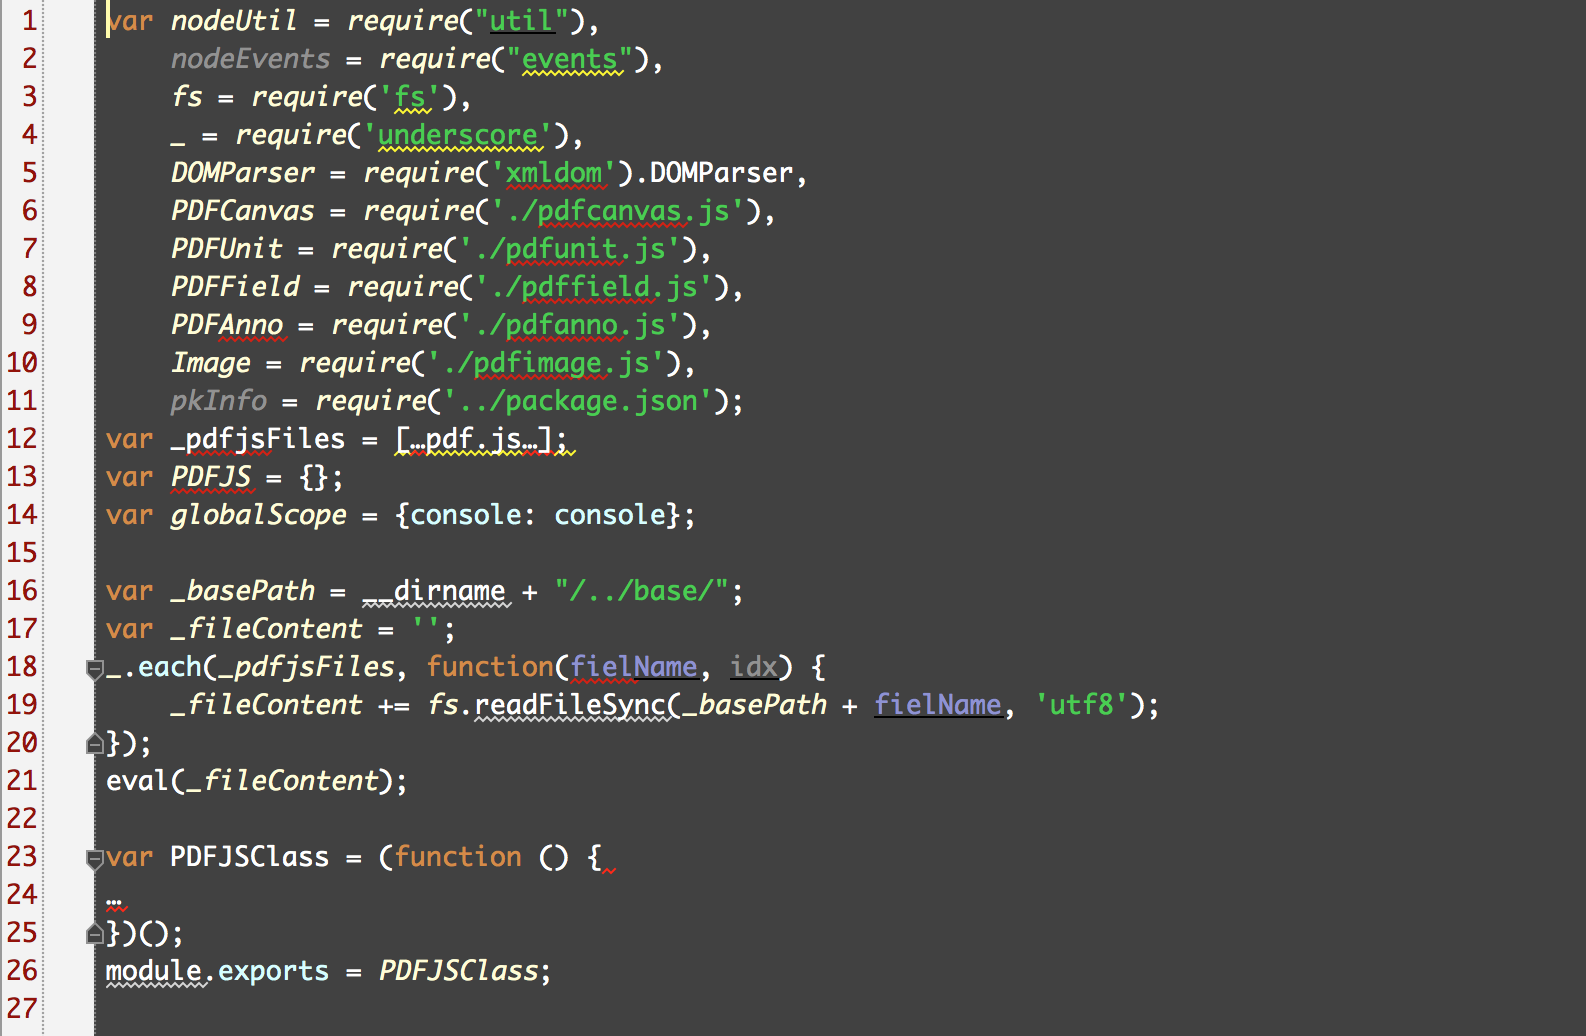 1 var nodeUtil = require("util"),
2     nodeEvents = require("events"),
3     fs = require('fs'),
4     _ = require('underscore'),
5     DOMParser = require('xmldom').DOMParser,
6     PDFCanvas = require('./pdfcanvas.js'),
7     PDFUnit = require('./pdfunit.js'),
8     PDFField = require('./pdffield.js'),
9     PDFAnno = require('./pdfanno.js'),
10     Image = require('./pdfimage.js'),
11     pkInfo = require('../package.json');
12 var _pdfjsFiles = […pdf.js…];
13 var PDFJS = {};
14 var globalScope = {console: console};
15
16 var _basePath = __dirname + "/../base/";
17 var _fileContent = '';
18 _.each(_pdfjsFiles, function(fielName, idx) {
19     _fileContent += fs.readFileSync(_basePath + fielName, 'utf8');
20 });
21 eval(_fileContent);
22
23 var PDFJSClass = (function () {
24 …
25 })();
26 module.exports = PDFJSClass;
27